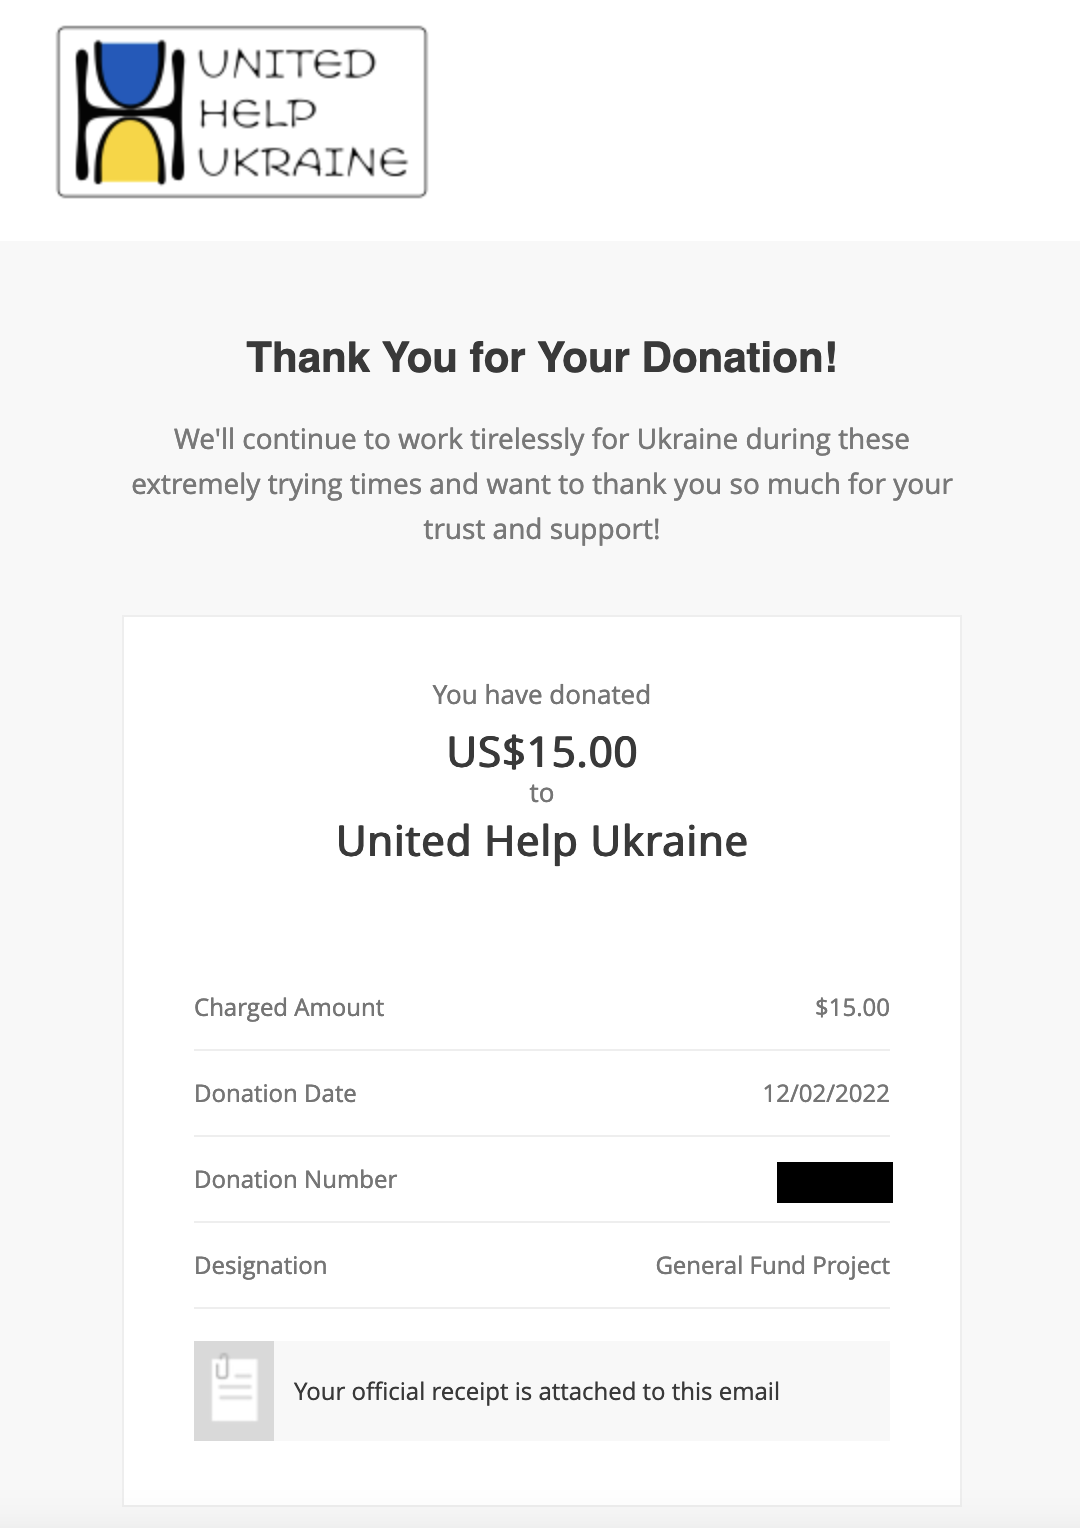 UNITED
HELP
UKRAINE
Thank You for Your Donation!
We'll continue to work tirelessly for Ukraine during these
extremely trying times and want to thank you so much for your
trust and support!
You have donated
US$15.00
to
United Help Ukraine
Charged Amount $15.00
Donation Date 12/02/2022
Donation Number
Designation General Fund Project
Your official receipt is attached to this email